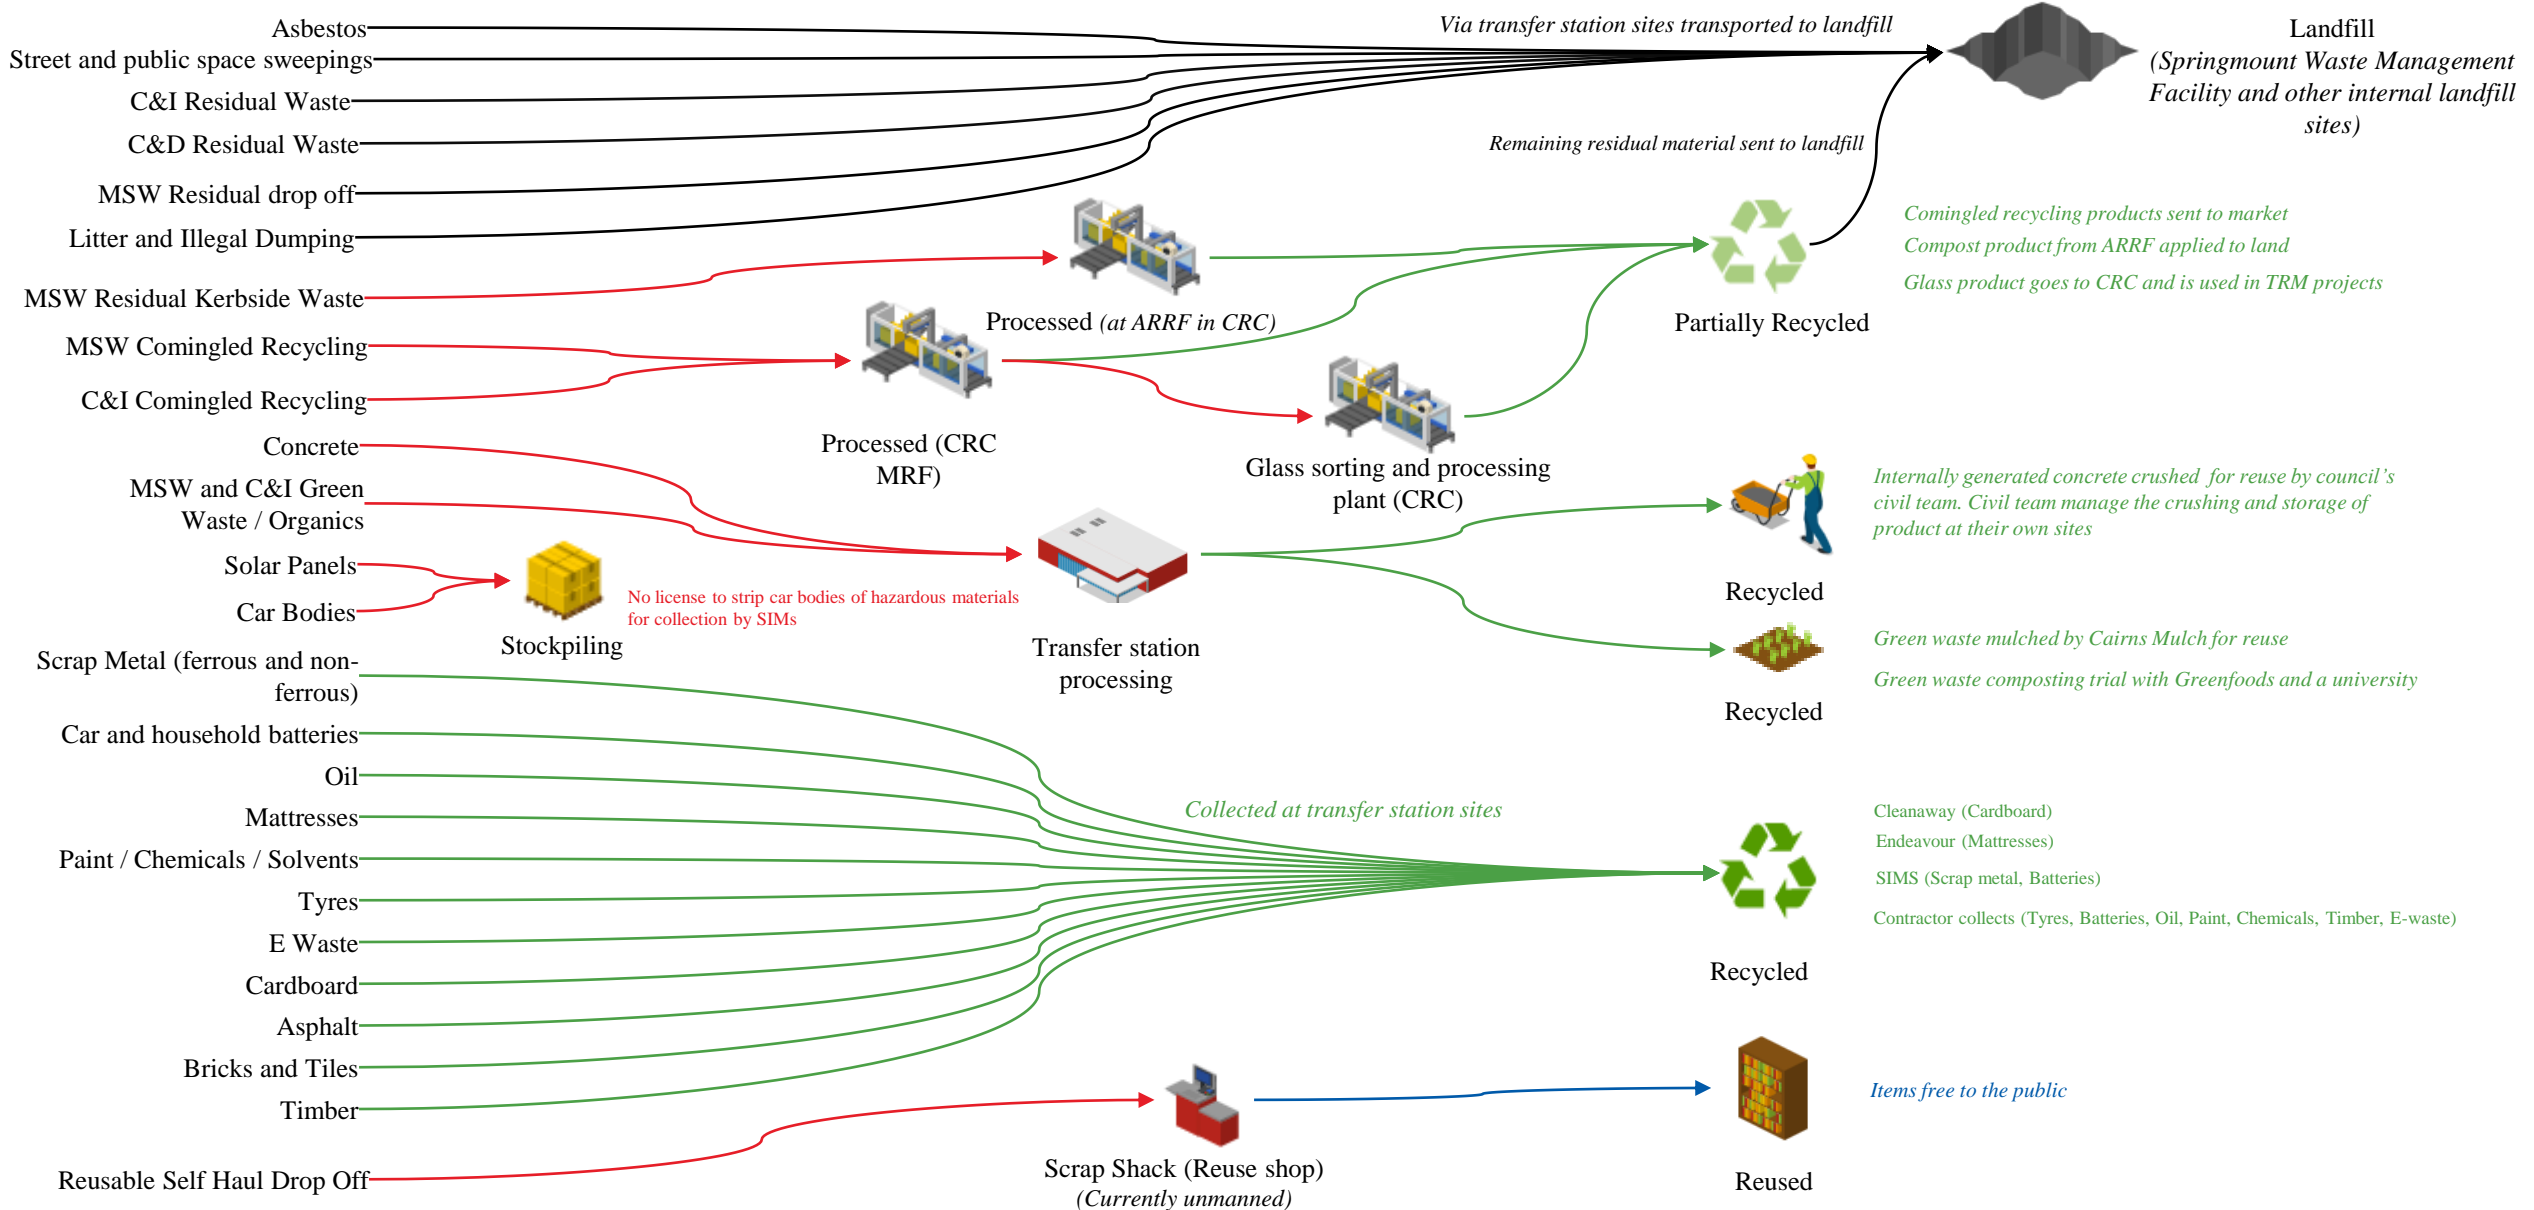 Asbestos
Street and public space sweepings
C&I Residual Waste
C&D Residual Waste
MSW Residual drop off
Litter and Illegal Dumping
MSW Residual Kerbside Waste
MSW Comingled Recycling
C&I Comingled Recycling
Concrete
MSW and C&I Green
Waste / Organics
Solar Panels
Car Bodies
Scrap Metal (ferrous and non-
ferrous)
Car and household batteries
Oil
Mattresses
Paint / Chemicals / Solvents
Tyres
E Waste
Cardboard
Asphalt
Bricks and Tiles
Timber
Reusable Self Haul Drop Off
Via transfer station sites transported to landfill
Landfill
(Springmount Waste Management
Facility and other internal landfill
sites)
Remaining residual material sent to landfill
Processed (at ARRF in CRC)
Partially Recycled
Comingled recycling products sent to market
Compost product from ARRF applied to land
Glass product goes to CRC and is used in TRM projects
Processed (CRC
MRF)
Glass sorting and processing
plant (CRC)
Stockpiling
No license to strip car bodies of hazardous materials
for collection by SIMs
Transfer station
processing
Recycled
Internally generated concrete crushed for reuse by council's
civil team. Civil team manage the crushing and storage of
product at their own sites
Recycled
Green waste mulched by Cairns Mulch for reuse
Green waste composting trial with Greenfoods and a university
Collected at transfer station sites
Recycled
Cleanaway (Cardboard)
Endeavour (Mattresses)
SIMS (Scrap metal, Batteries)
Contractor collects (Tyres, Batteries, Oil, Paint, Chemicals, Timber, E-waste)
Scrap Shack (Reuse shop)
(Currently unmanned)
Reused
Items free to the public